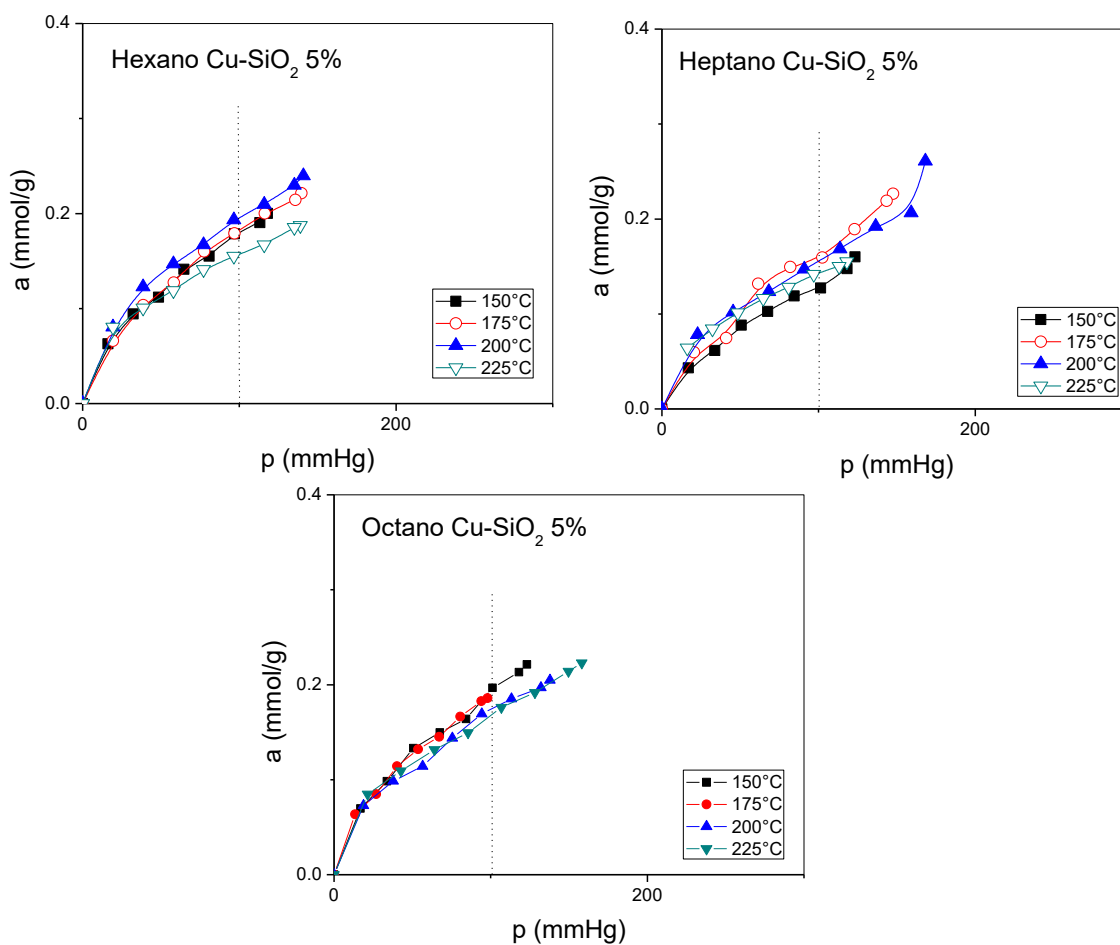 Hexano Cu-SiO2 5%
0.4
0.2
0.0
a (mmol/g)
150°C
175°C
200°C
225°C
0
200
p (mmHg)
Heptano Cu-SiO2 5%
0.4
0.2
0.0
a (mmol/g)
150°C
175°C
200°C
225°C
0
200
p (mmHg)
Octano Cu-SiO2 5%
0.4
0.2
0.0
a (mmol/g)
150°C
175°C
200°C
225°C
0
200
p (mmHg)